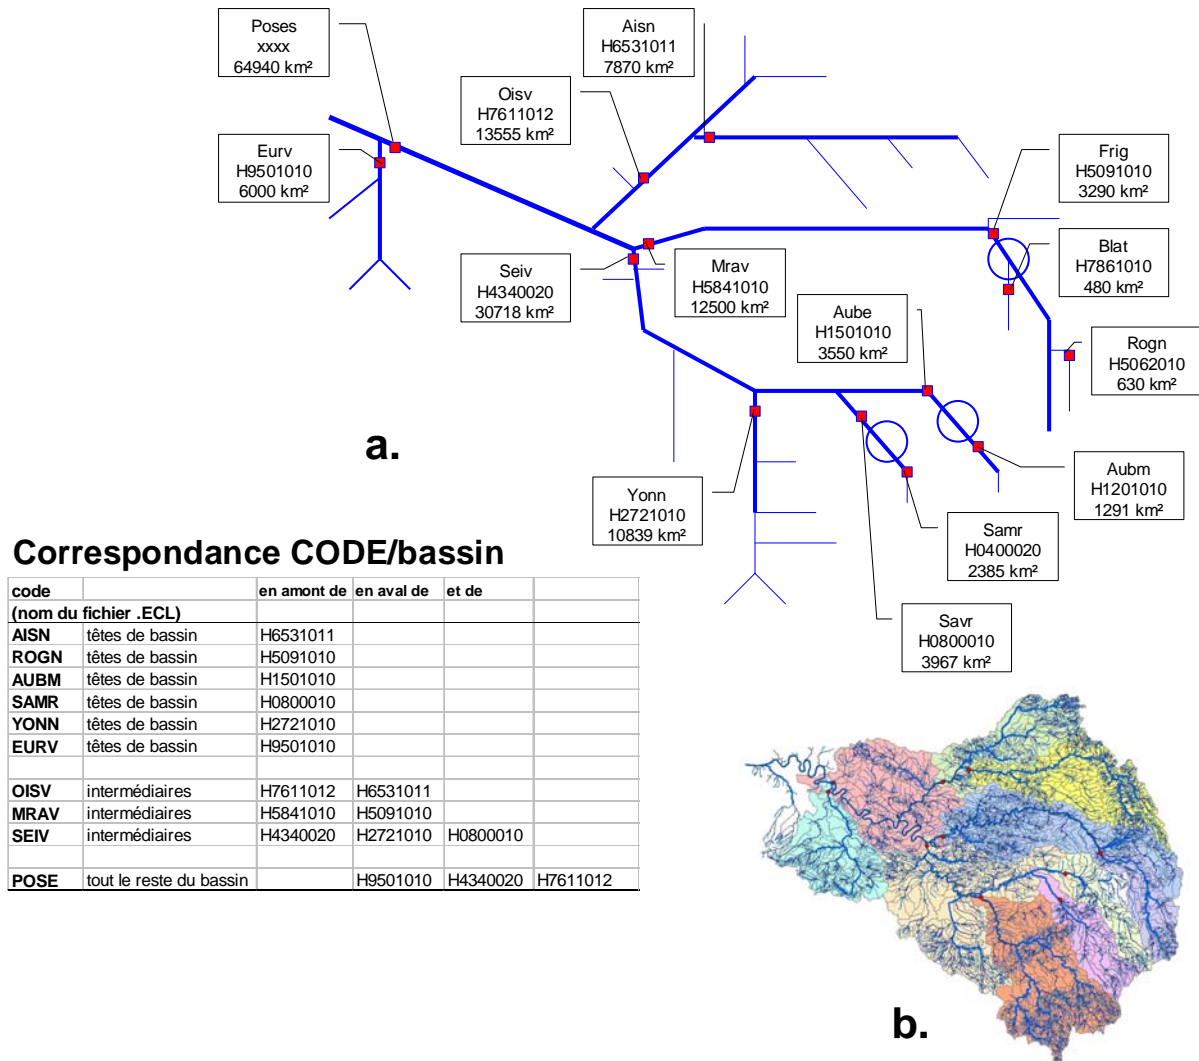 Poses
xxxx
64940 km²
Aisn
H6531011
7870 km²
Oisv
H7611012
13555 km²
Eurv
H9501010
6000 km²
Frig
H5091010
3290 km²
Blat
H7861010
480 km²
Seiv
H4340020
30718 km²
Mrav
H5841010
12500 km²
Aube
H1501010
3550 km²
Rogn
H5062010
630 km²
a.
Yonn
H2721010
10839 km²
Aubm
H1201010
1291 km²
Samr
H0400020
2385 km²
Savr
H0800010
3967 km²
Correspondance CODE/bassin
code en amont de en aval de et de
(nom du fichier .ECL)
AISN têtes de bassin H6531011
ROGN têtes de bassin H5091010
AUBM têtes de bassin H1501010
SAMR têtes de bassin H0800010
YONN têtes de bassin H2721010
EURV têtes de bassin H9501010
OISV intermédiaires H7611012 H6531011
MRAV intermédiaires H5841010 H5091010
SEIV intermédiaires H4340020 H2721010 H0800010
POSE tout le reste du bassin H9501010 H4340020 H7611012
b.